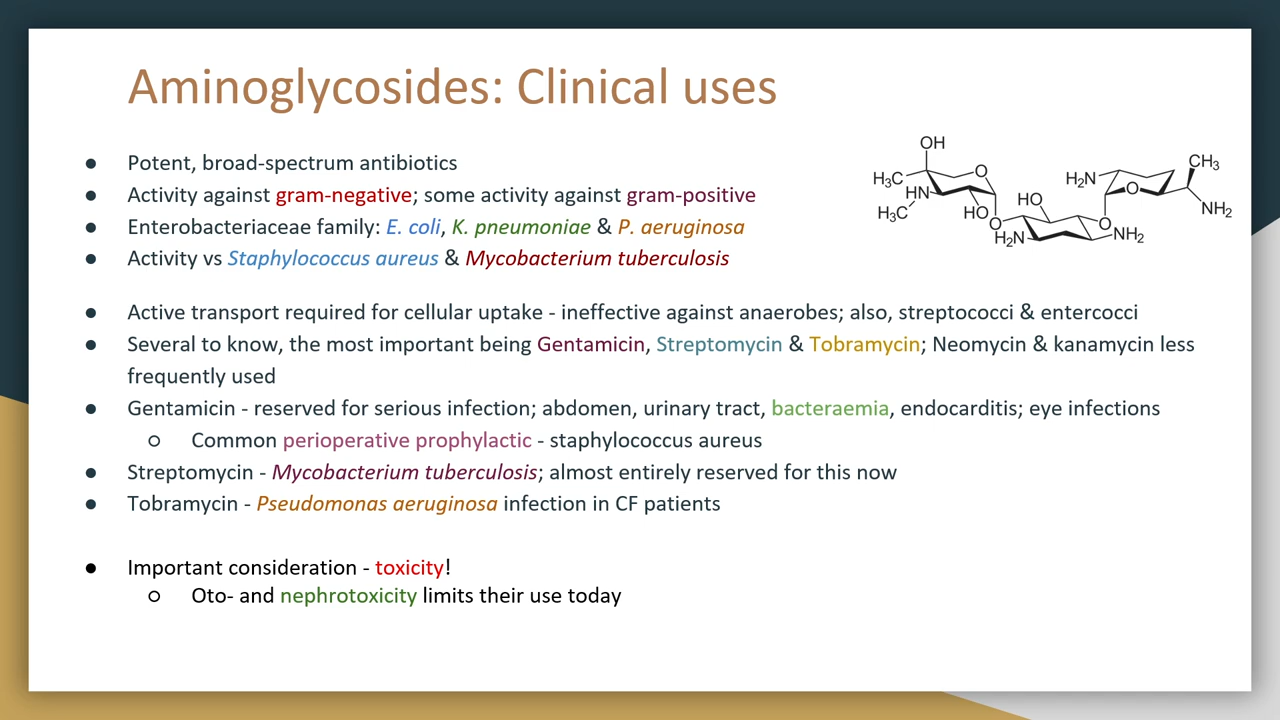 Aminoglycosides: Clinical uses
● Potent, broad-spectrum antibiotics
● Activity against gram-negative; some activity against gram-positive
● Enterobacteriaceae family: E. coli, K. pneumoniae & P. aeruginosa
● Activity vs Staphylococcus aureus & Mycobacterium tuberculosis
● Active transport required for cellular uptake - ineffective against anaerobes; also, streptococci & entercocci
● Several to know, the most important being Gentamicin, Streptomycin & Tobramycin; Neomycin & kanamycin less
frequently used
● Gentamicin - reserved for serious infection; abdomen, urinary tract, bacteraemia, endocarditis; eye infections
○ Common perioperative prophylactic - staphylococcus aureus
● Streptomycin - Mycobacterium tuberculosis; almost entirely reserved for this now
● Tobramycin - Pseudomonas aeruginosa infection in CF patients
● Important consideration - toxicity!
○ Oto- and nephrotoxicity limits their use today
OH
H₃C
O
HN
H₃C
HO
HO
O
H₂N
H₂N
O
O
NH₂
CH₃
NH₂